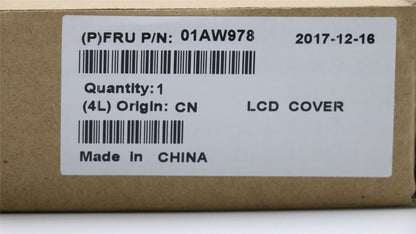 (P)FRU P/N: 01AW978 2017-12-16
Quantity:1
(4L) Origin: CN LCD COVER
Made In CHINA